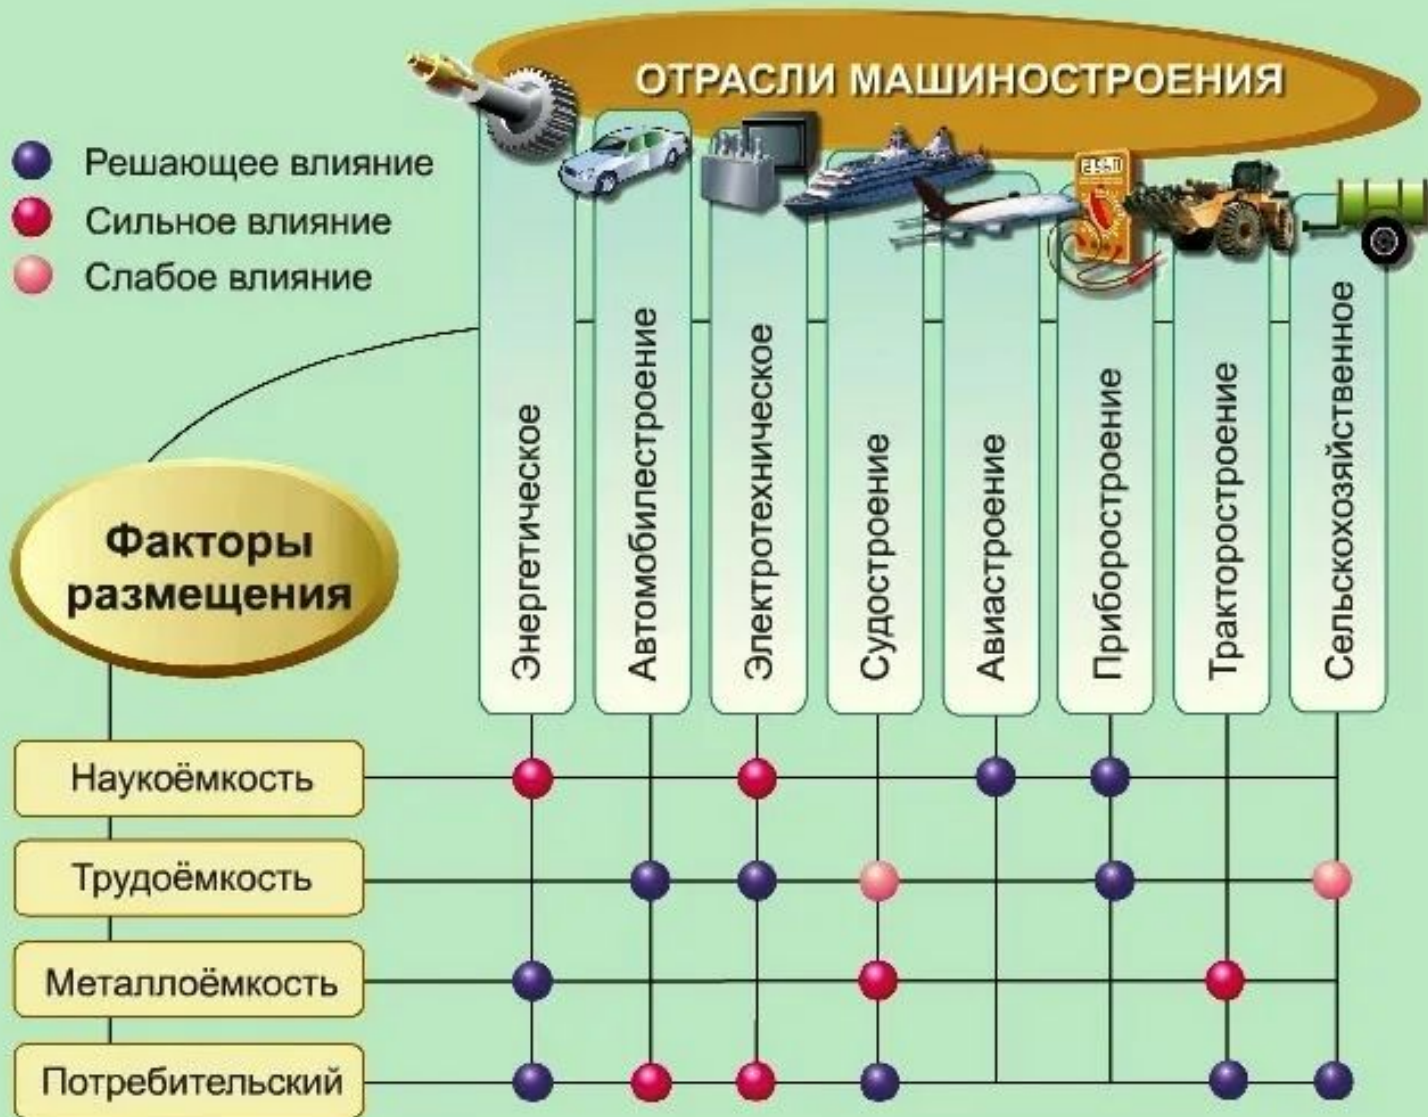 ОТРАСЛИ МАШИНОСТРОЕНИЯ
Решающее влияние
Сильное влияние
Слабое влияние
Энергетическое
Автомобилестроение
Электротехническое
Судостроение
Авиастроение
Приборостроение
Тракторостроение
Сельскохозяйственное
Факторы
размещения
Наукоёмкость
Трудоёмкость
Металлоёмкость
Потребительский